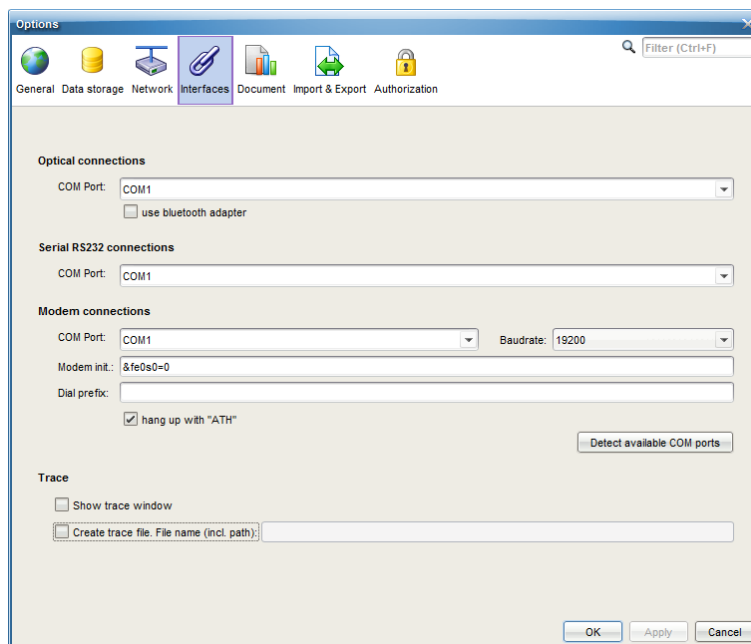 Options
Filter (Ctrl+F)
General Data storage Network Interfaces Document Import & Export Authorization
Optical connections
COM Port: COM1
use bluetooth adapter
Serial RS232 connections
COM Port: COM1
Modem connections
COM Port: COM1 Baudrate: 19200
Modem init.: &fe0s0=0
Dial prefix:
hang up with "ATH"
Detect available COM ports
Trace
Show trace window
Create trace file. File name (incl. path):
OK Apply Cancel